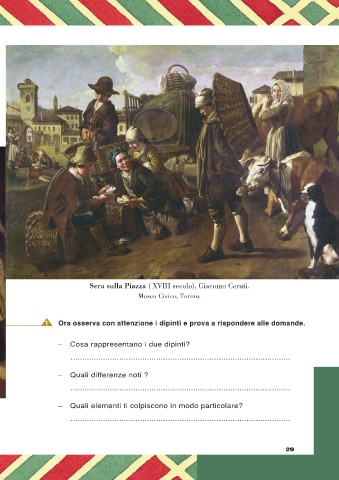 Sera sulla Piazza ( XVIII secolo), Giacomo Ceruti.
Museo Civico, Torino.
Ora osserva con attenzione i dipinti e prova a rispondere alle domande.
– Cosa rappresentano i due dipinti?
– Quali differenze noti ?
– Quali elementi ti colpiscono in modo particolare?
29